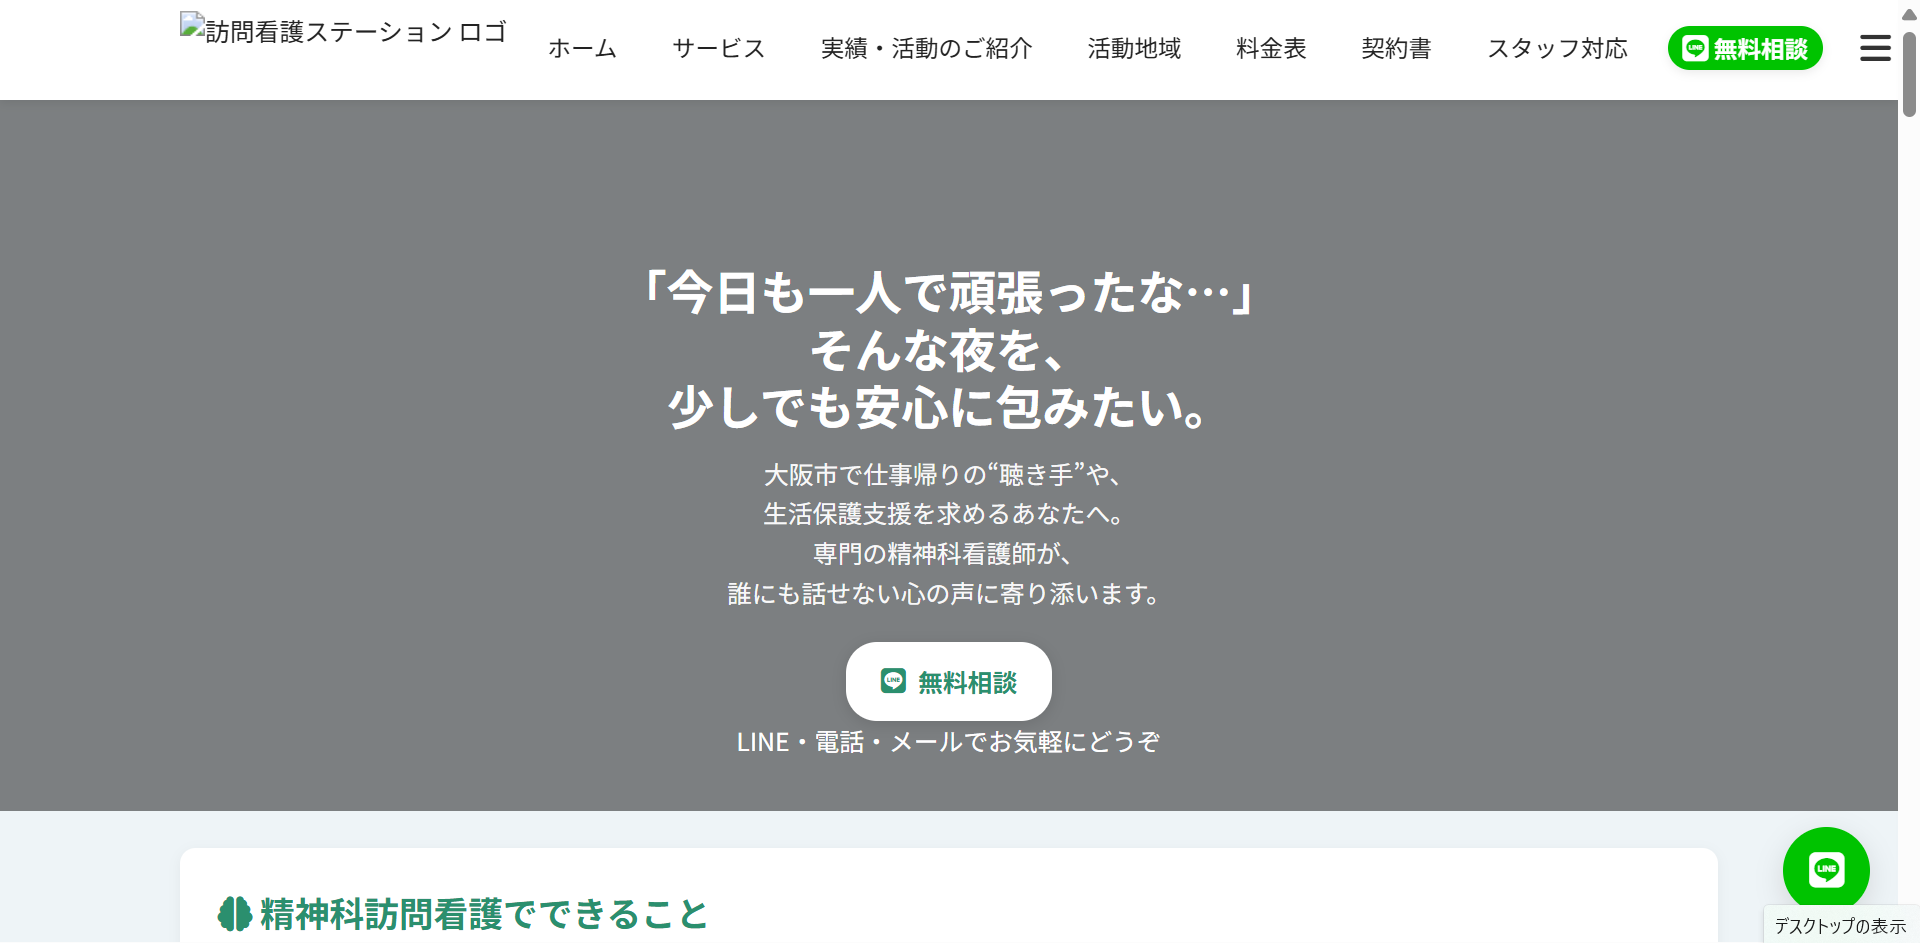 訪問看護ステーション ロゴ
ホーム
サービス
実績・活動のご紹介
活動地域
料金表
契約書
スタッフ対応
LINE 無料相談
「今日も一人で頑張ったな…」
そんな夜を、
少しでも安心に包みたい。
大阪市で仕事帰りの“聴き手”や、
生活保護支援を求めるあなたへ。
専門の精神科看護師が、
誰にも話せない心の声に寄り添います。
LINE 無料相談
LINE・電話・メールでお気軽にどうぞ
LINE
精神科訪問看護でできること
デスクトップの表示